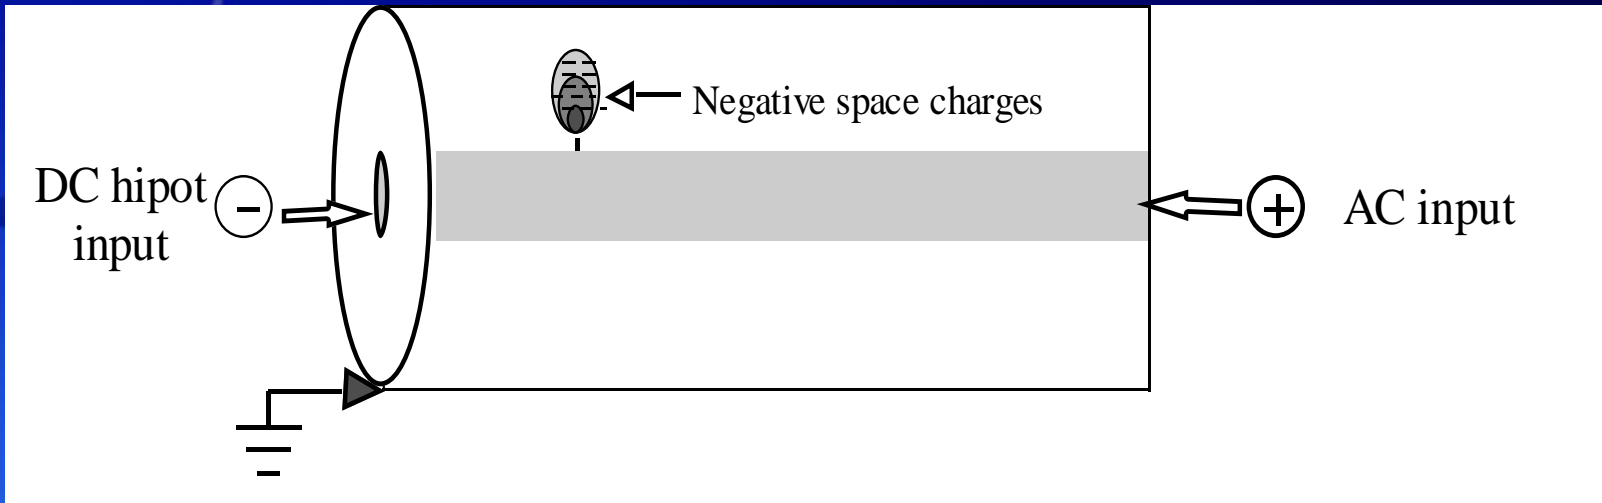 Negative space charges
DC hipot
input
−
+
AC input